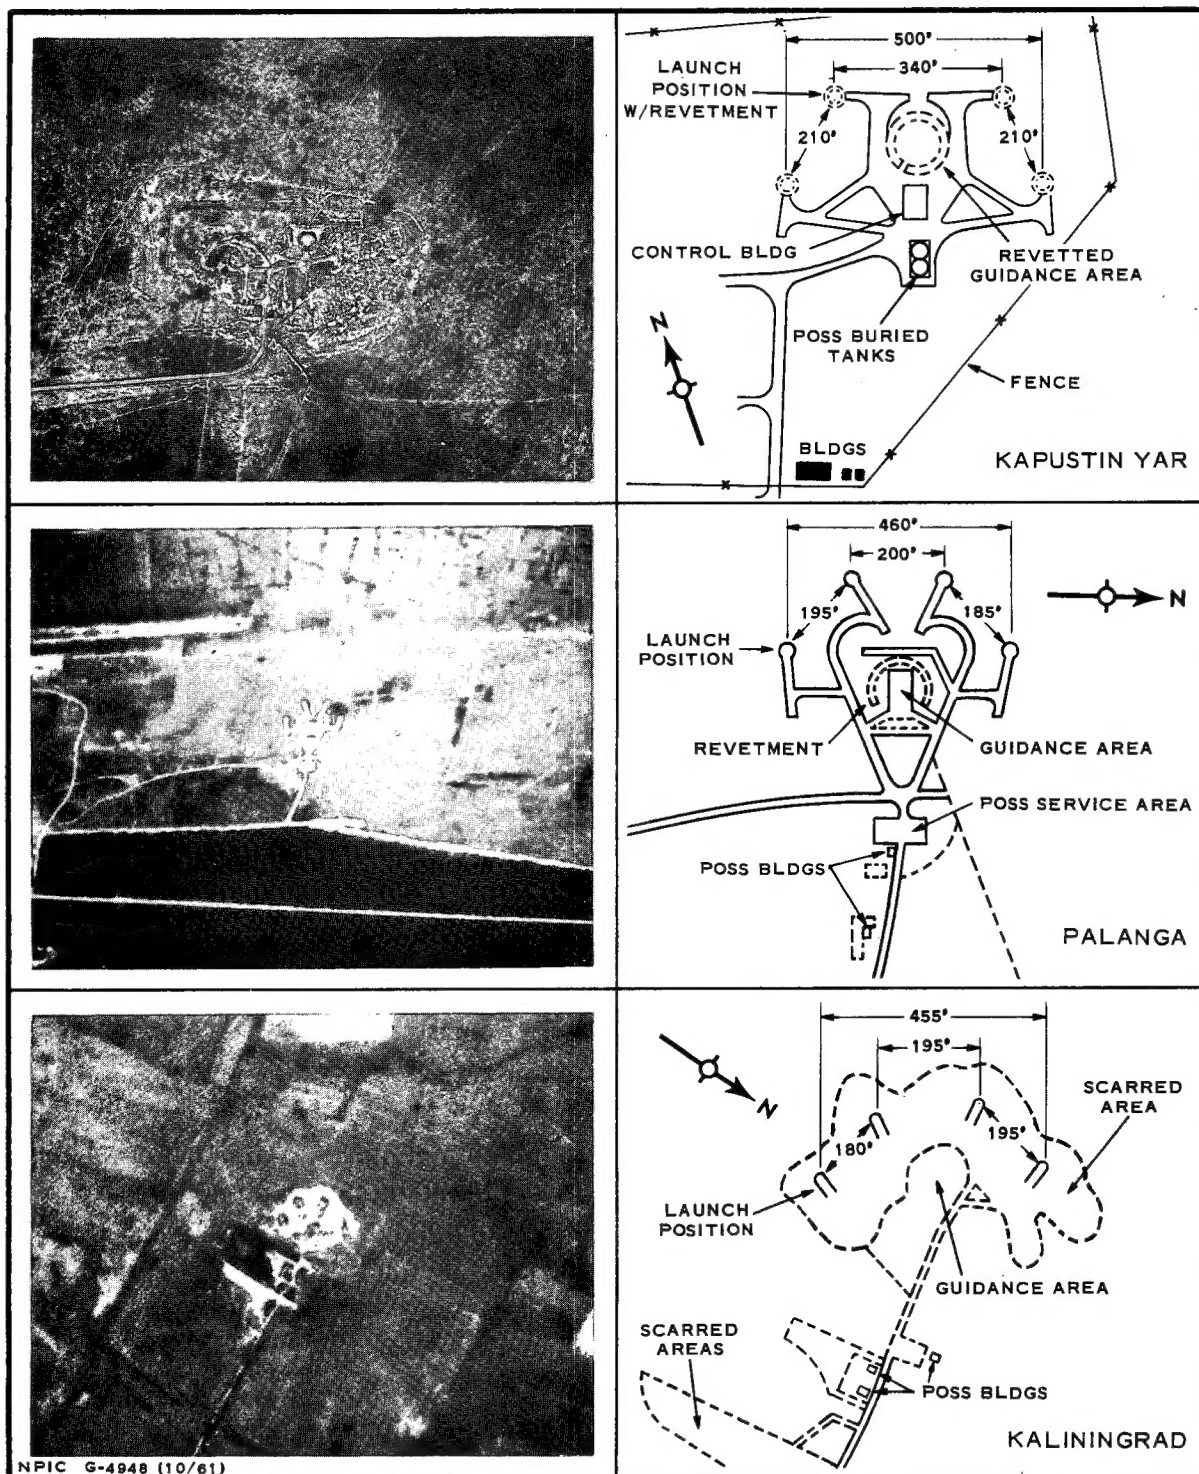 500'
LAUNCH
POSITION
W/REVETMENT
340'
210'
210'
CONTROL BLDG
REVETTED
GUIDANCE AREA
N
POSS BURIED
TANKS
FENCE
BLDGS
KAPUSTIN YAR
460'
200'
N
195'
185'
LAUNCH
POSITION
REVETMENT
GUIDANCE AREA
POSS SERVICE AREA
POSS BLDGS
PALANGA
455'
195'
N
SCARRED
AREA
180'
195'
LAUNCH
POSITION
GUIDANCE AREA
SCARRED
AREAS
POSS BLDGS
KALININGRAD
NPIC G-4948 (10/61)